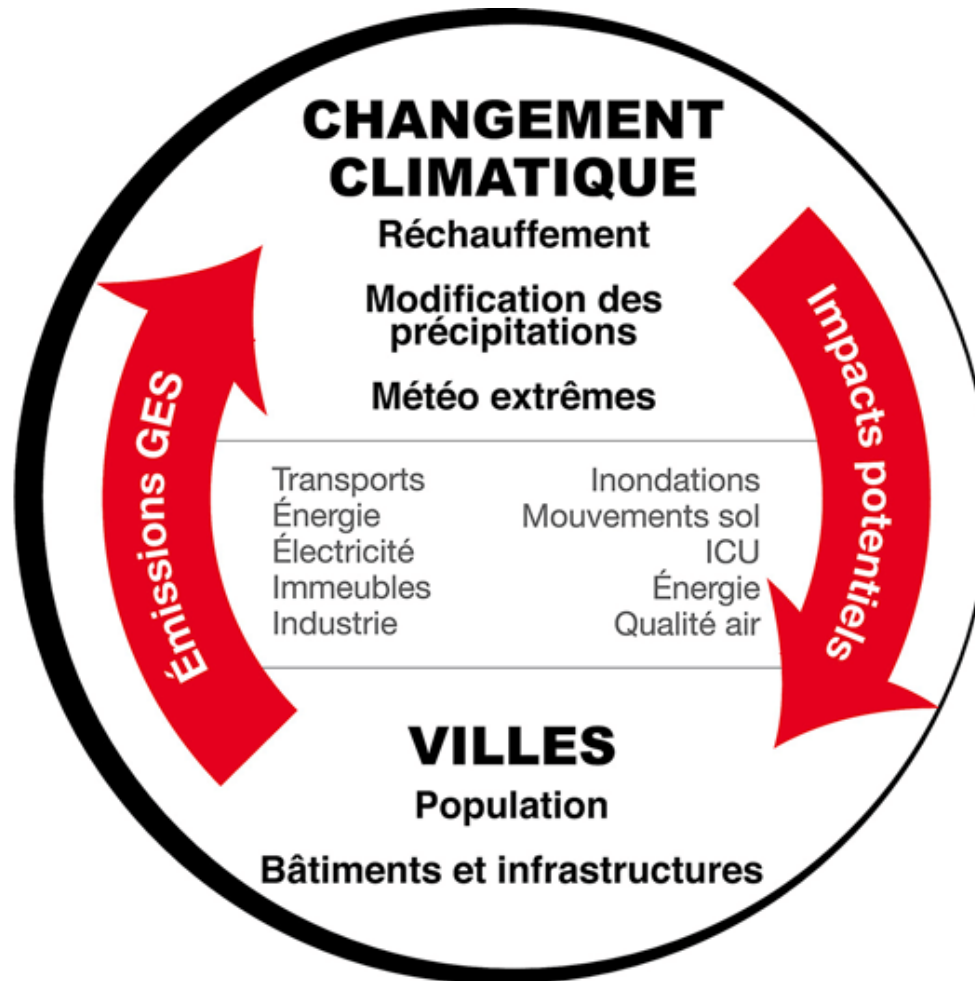 CHANGEMENT
CLIMATIQUE
Réchauffement
Modification des
précipitations
Météo extrêmes
Émissions GES
Impacts potentiels
Transports
Énergie
Électricité
Immeubles
Industrie
Inondations
Mouvements sol
ICU
Énergie
Qualité air
VILLES
Population
Bâtiments et infrastructures